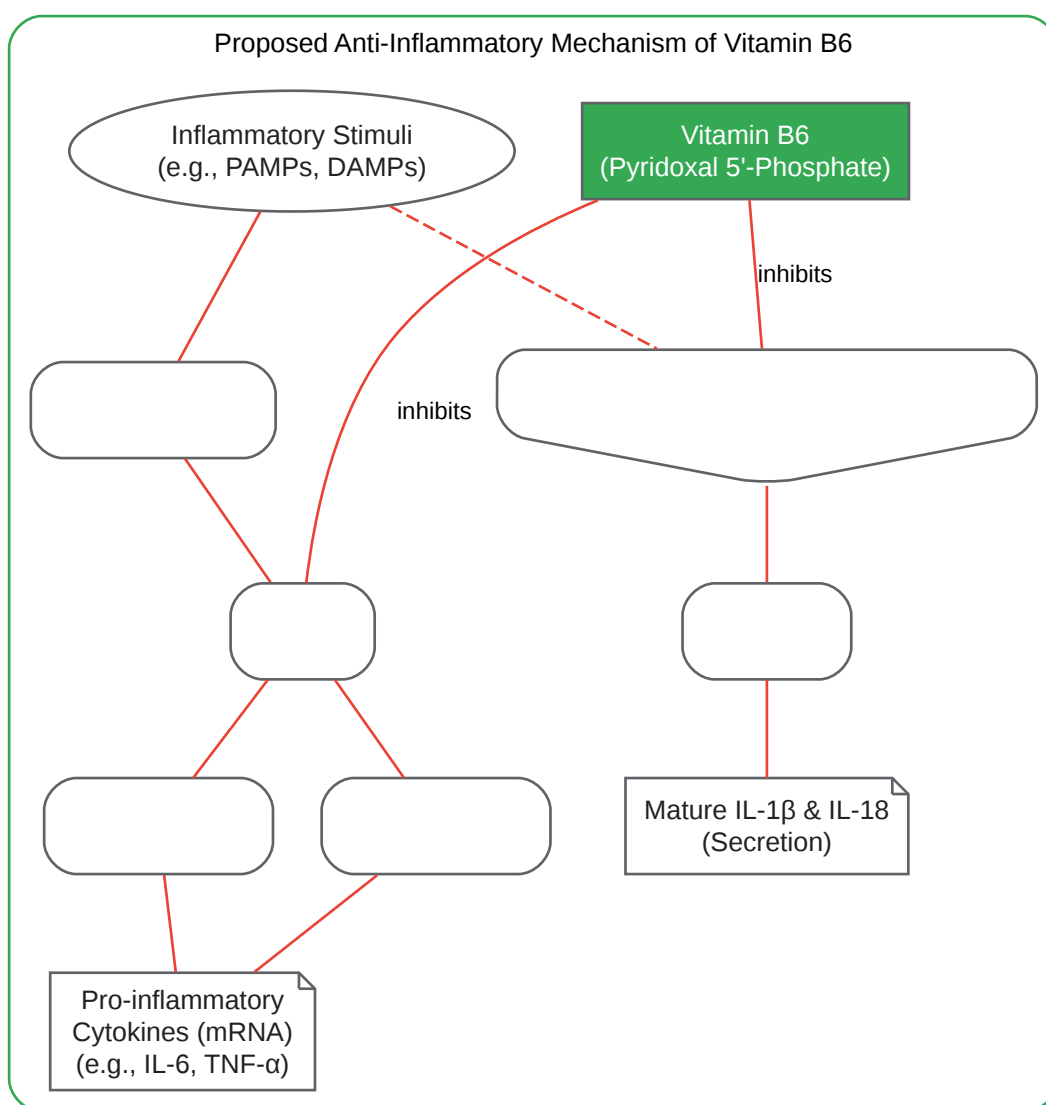 Proposed Anti-Inflammatory Mechanism of Vitamin B6
Inflammatory Stimuli
(e.g., PAMPs, DAMPs)
Vitamin B6
(Pyridoxal 5'-Phosphate)
inhibits
inhibits
Mature IL-1β & IL-18
(Secretion)
Pro-inflammatory
Cytokines (mRNA)
(e.g., IL-6, TNF-α)